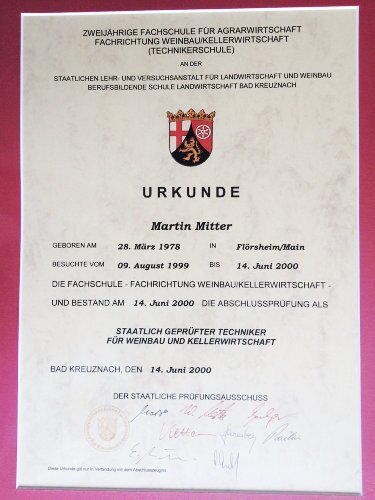 ZWEIJÄHRIGE FACHSCHULE FÜR AGRARWIRTSCHAFT
FACHRICHTUNG WEINBAU/KELLERWIRTSCHAFT
(TECHNIKERSCHULE)
AN DER
STAATLICHEN LEHR- UND VERSUCHSANSTALT FÜR LANDWIRTSCHAFT UND WEINBAU
BERUFSBILDENDE SCHULE LANDWIRTSCHAFT BAD KREUZNACH
URKUNDE
Martin Mitter
GEBOREN AM 28. März 1978 IN Flörsheim/Main
BESUCHTE VOM 09. August 1999 BIS 14. Juni 2000
DIE FACHSCHULE - FACHRICHTUNG WEINBAU/KELLERWIRTSCHAFT -
UND BESTAND AM 14. Juni 2000 DIE ABSCHLUSSPRÜFUNG ALS
STAATLICH GEPRÜFTER TECHNIKER
FÜR WEINBAU UND KELLERWIRTSCHAFT
BAD KREUZNACH, DEN 14. Juni 2000
DER STAATLICHE PRÜFUNGSAUSSCHUSS
Diese Urkunde gilt nur in Verbindung mit dem Abschlusszeugnis